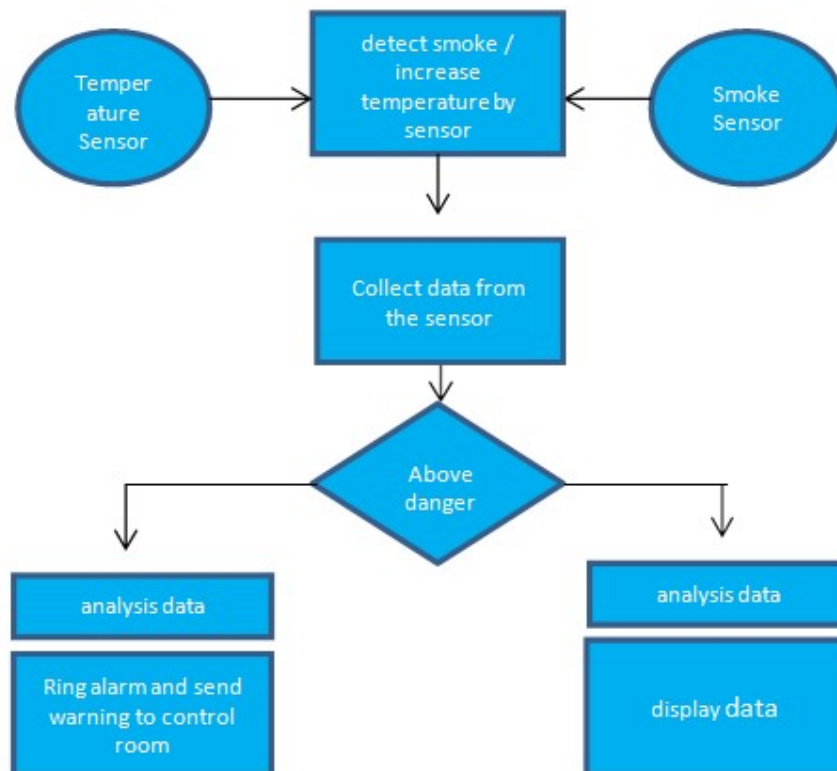 Temper
ature
Sensor
detect smoke /
increase
temperature by
sensor
Smoke
Sensor
Collect data from
the sensor
Above
danger
analysis data
Ring alarm and send
warning to control
room
analysis data
display data